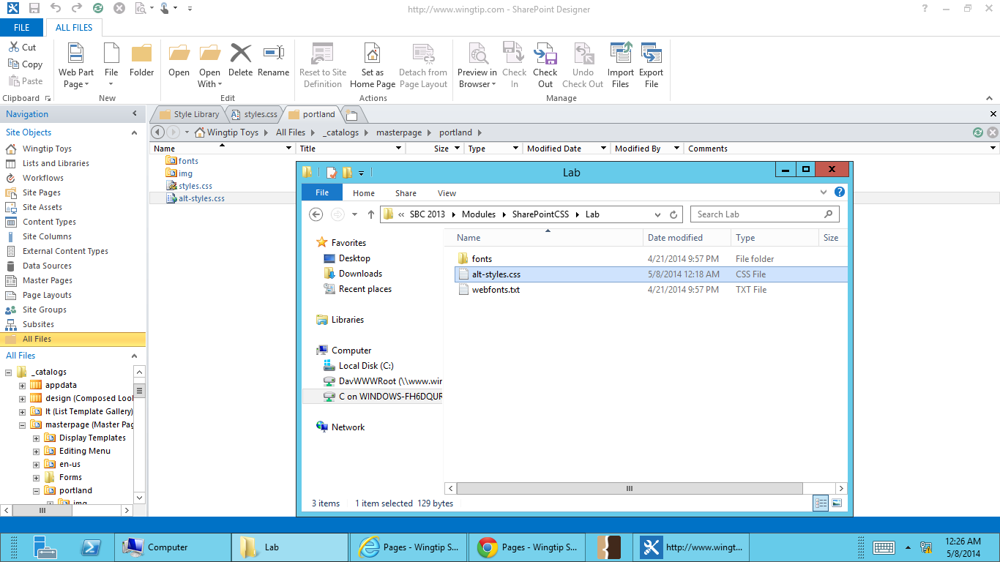 http://www.wingtip.com - SharePoint Designer
FILE
ALL FILES
Cut
Copy
Paste
Clipboard
Web Part Page
File
Folder
New
Open
Open With
Delete
Rename
Edit
Reset to Site Definition
Set as Home Page
Detach from Page Layout
Actions
Preview in Browser
Check In
Check Out
Undo Check Out
Import Files
Export File
Manage
Navigation
Site Objects
Wingtip Toys
Lists and Libraries
Workflows
Site Pages
Site Assets
Content Types
Site Columns
External Content Types
Data Sources
Master Pages
Page Layouts
Site Groups
Subsites
All Files
All Files
_catalogs
appdata
design (Composed Lool
lt (List Template Gallery)
masterpage (Master Pag
Display Templates
Editing Menu
en-us
Forms
portland
img
Style Library
styles.css
portland
Wingtip Toys
All Files
_catalogs
masterpage
portland
Name
Title
Size
Type
Modified Date
Modified By
Comments
fonts
img
styles.css
alt-styles.css
Lab
File
Home
Share
View
« SBC 2013
Modules
SharePointCSS
Lab
Search Lab
Favorites
Desktop
Downloads
Recent places
Libraries
Computer
Local Disk (C:)
DavWWWRoot (\\www.wir
C on WINDOWS-FH6DQUR
Network
Name
Date modified
Type
Size
fonts
4/21/2014 9:57 PM
File folder
alt-styles.css
5/8/2014 12:18 AM
CSS File
webfonts.txt
4/21/2014 9:57 PM
TXT File
3 items
1 item selected 129 bytes
Computer
Lab
Pages - Wingtip S...
Pages - Wingtip S...
http://www.wingt...
12:26 AM
5/8/2014